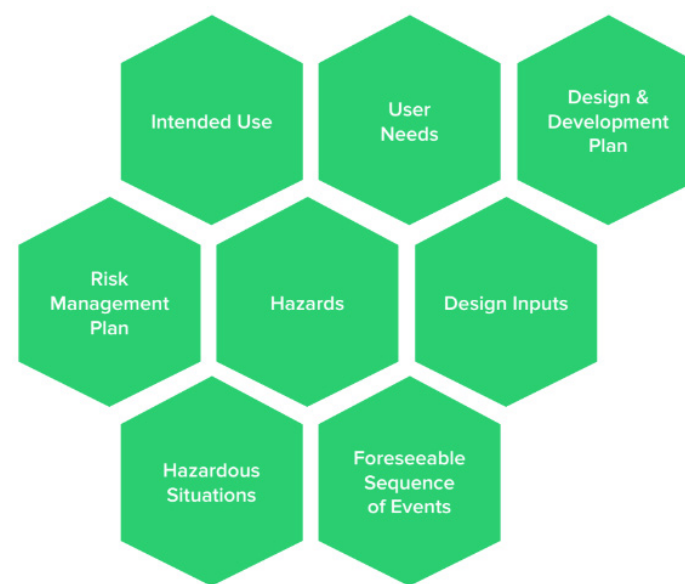 Intended Use
User
Needs
Design &
Development
Plan
Risk
Management
Plan
Hazards
Design Inputs
Hazardous
Situations
Foreseeable
Sequence
of Events